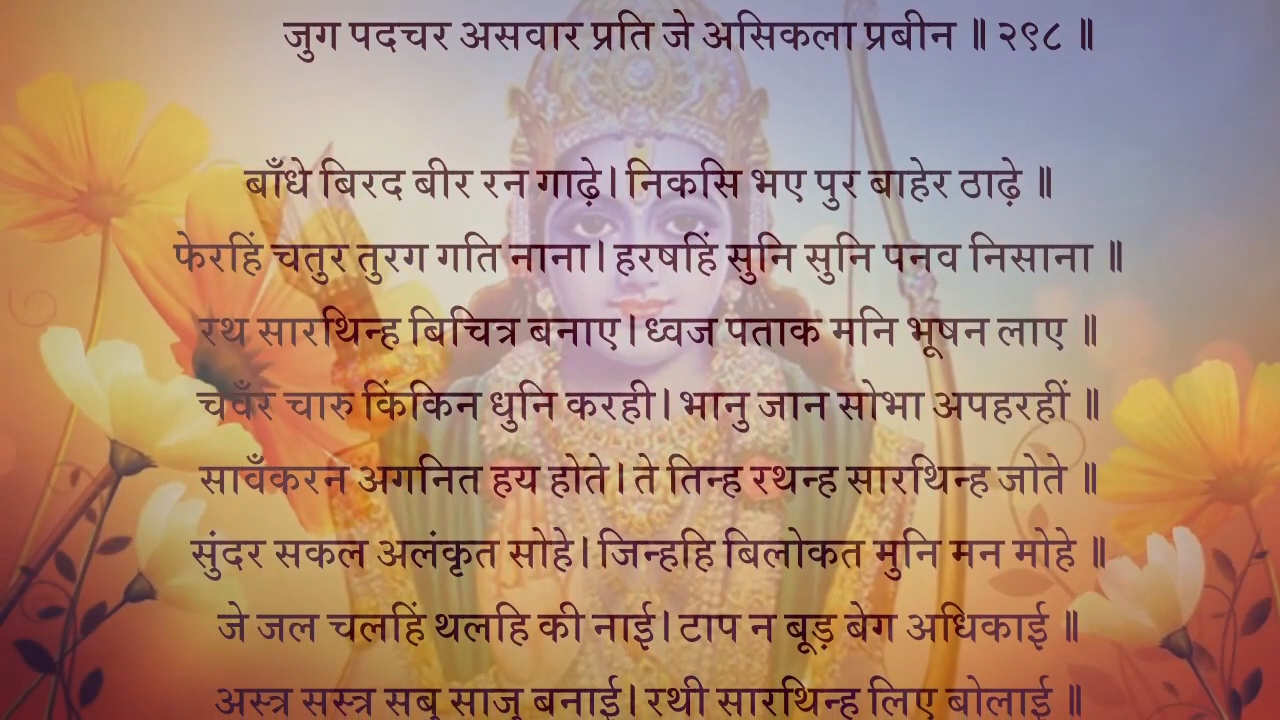 जुग पदचर असवार प्रति जे असिकला प्रबीन ॥ २९८ ॥
बाँधे बिरद बीर रन गाढ़े। निकसि भए पुर बाहेर ठाढ़े ॥
फेरहिं चतुर तुरग गति नाना। हरषहिं सुनि सुनि पनव निसाना ॥
रथ सारथिन्ह बिचित्र बनाए। ध्वज पताक मनि भूषन लाए ॥
चवँर चारु किंकिन धुनि करही। भानु जान सोभा अपहरहीं ॥
सावँकरन अगनित हय होते। ते तिन्ह रथन्ह सारथिन्ह जोते ॥
सुंदर सकल अलंकृत सोहे। जिन्हहि बिलोकत मुनि मन मोहे ॥
जे जल चलहिं थलहि की नाई। टाप न बूड़ बेग अधिकाई ॥
अस्त्र सस्त्र सबु साजु बनाई। रथी सारथिन्ह लिए बोलाई ॥